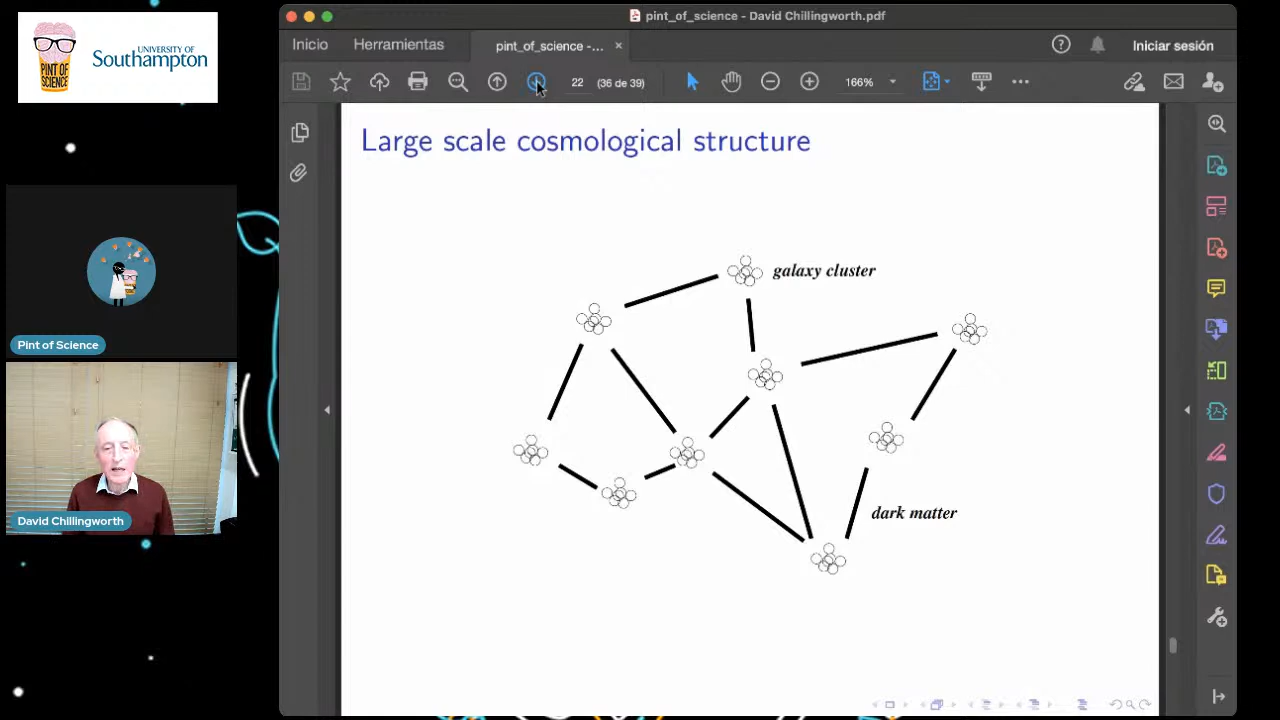 PINT OF
SCIENCE
UNIVERSITY OF
Southampton
Pint of Science
David Chillingworth
pint_of_science - David Chillingworth.pdf
Inicio
Herramientas
pint_of_science -...
×
?
Iniciar sesión
22
(36 de 39)
166%
Large scale cosmological structure
galaxy cluster
dark matter